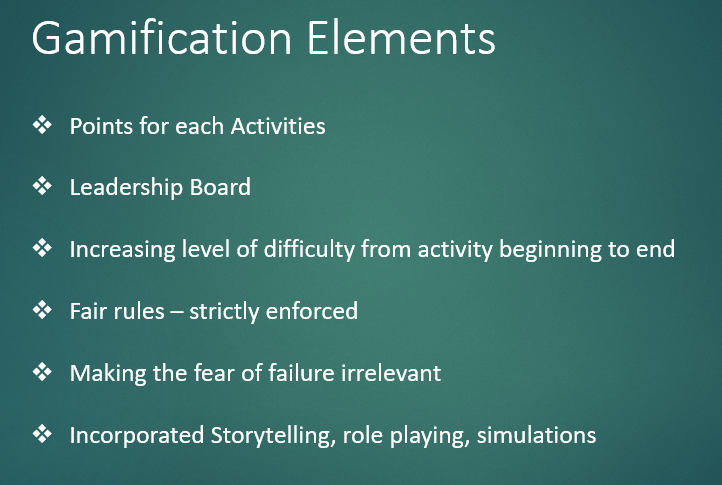 Gamification Elements
❖ Points for each Activities
❖ Leadership Board
❖ Increasing level of difficulty from activity beginning to end
❖ Fair rules – strictly enforced
❖ Making the fear of failure irrelevant
❖ Incorporated Storytelling, role playing, simulations